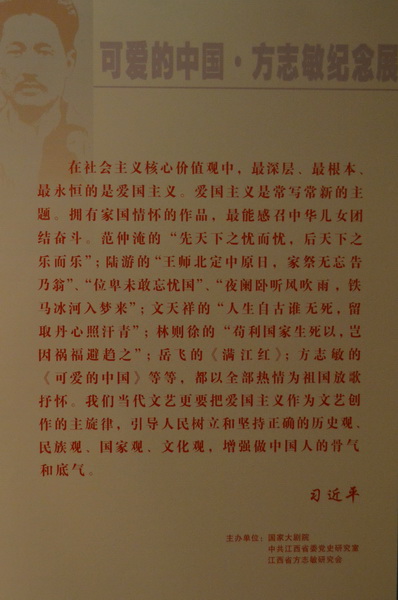 可爱的中国·方志敏纪念展
在社会主义核心价值观中，最深层、最根本、
最永恒的是爱国主义。爱国主义是常写常新的主
题。拥有家国情怀的作品，最能感召中华儿女团
结奋斗。范仲淹的“先天下之忧而忧，后天下之
乐而乐”；陆游的“王师北定中原日，家祭无忘告
乃翁”、“位卑未敢忘忧国”、“夜阑卧听风吹雨，铁
马冰河入梦来”；文天祥的“人生自古谁无死，留
取丹心照汗青”；林则徐的“苟利国家生死以，岂
因祸福避趋之”；岳飞的《满江红》；方志敏的
《可爱的中国》等等，都以全部热情为祖国放歌
抒怀。我们当代文艺更要把爱国主义作为文艺创
作的主旋律，引导人民树立和坚持正确的历史观、
民族观、国家观、文化观，增强做中国人的骨气
和底气。
习近平
主办单位：国家大剧院
中共江西省委党史研究室
江西省方志敏研究会